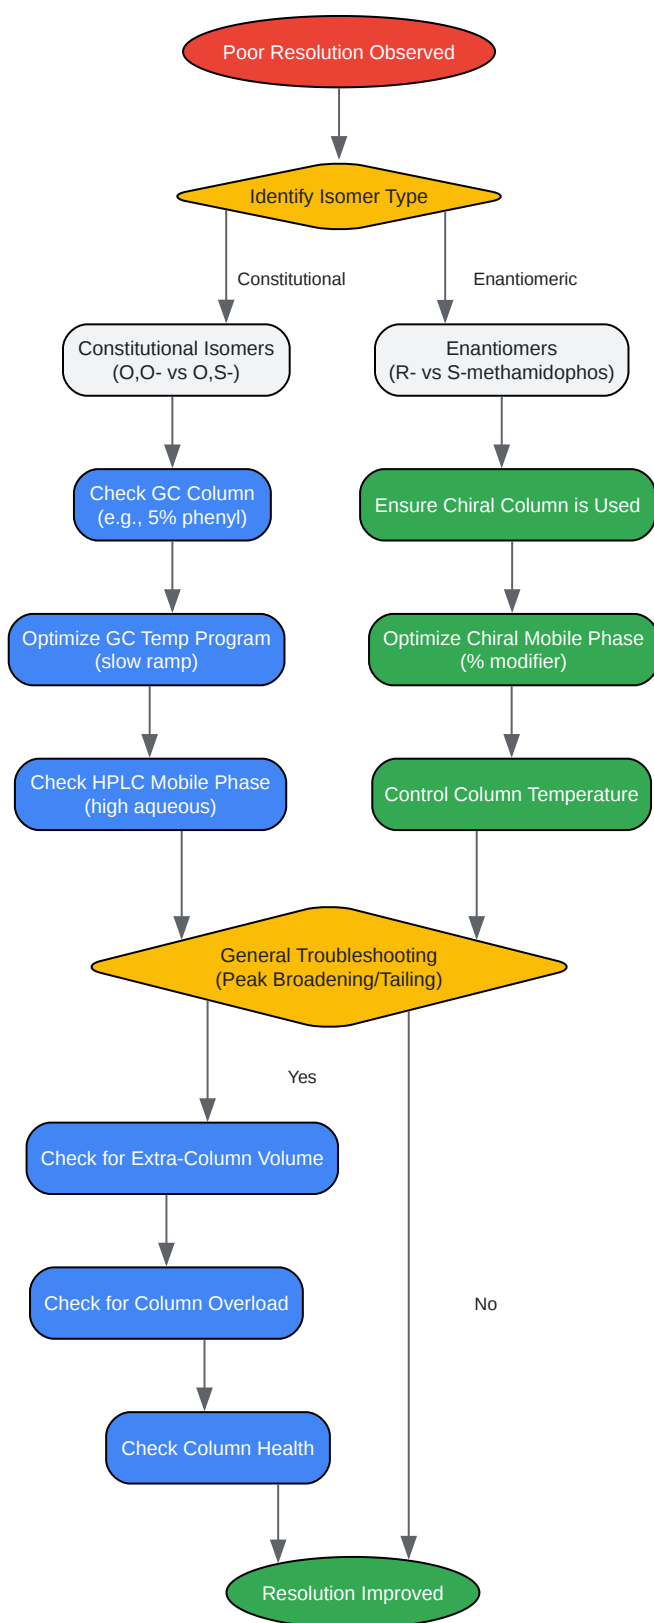 Poor Resolution Observed
Identify Isomer Type
Constitutional
Enantiomeric
Constitutional Isomers
(O,O- vs O,S-)
Enantiomers
(R- vs S-methamidophos)
Check GC Column
(e.g., 5% phenyl)
Ensure Chiral Column is Used
Optimize GC Temp Program
(slow ramp)
Optimize Chiral Mobile Phase
(% modifier)
Check HPLC Mobile Phase
(high aqueous)
Control Column Temperature
General Troubleshooting
(Peak Broadening/Tailing)
Yes
Check for Extra-Column Volume
Check for Column Overload
No
Check Column Health
Resolution Improved